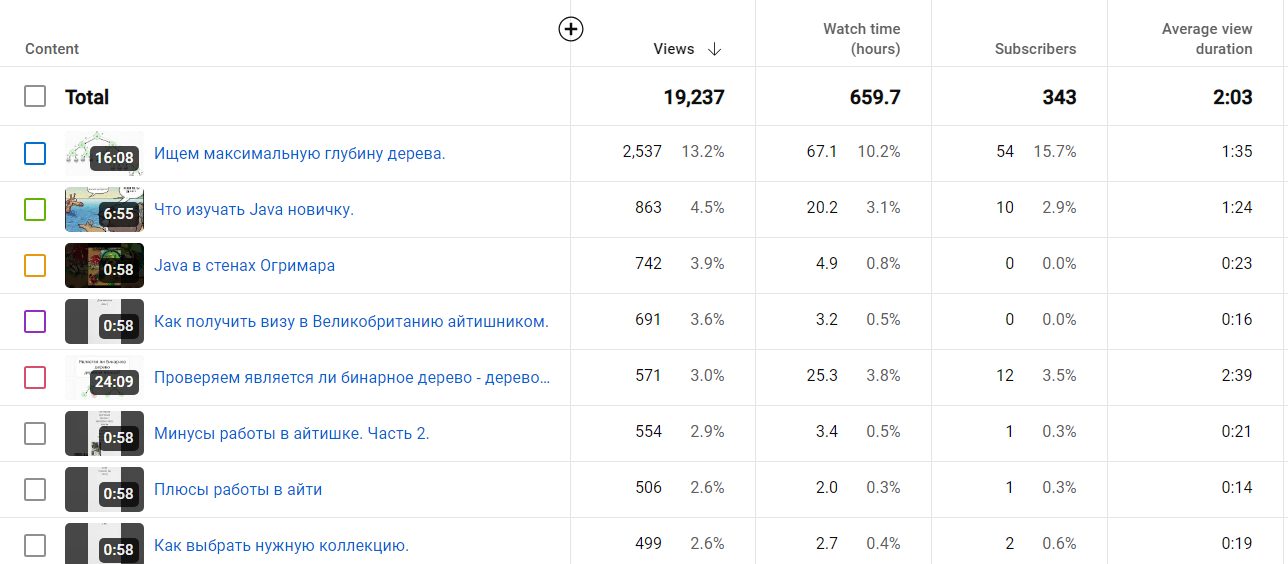 Content
Views
Watch time
(hours)
Subscribers
Average view
duration
Total 19,237 659.7 343 2:03
16:08 Ищем максимальную глубину дерева. 2,537 13.2% 67.1 10.2% 54 15.7% 1:35
6:55 Что изучать Java новичку. 863 4.5% 20.2 3.1% 10 2.9% 1:24
0:58 Java в стенах Огримара 742 3.9% 4.9 0.8% 0 0.0% 0:23
0:58 Как получить визу в Великобританию айтишником. 691 3.6% 3.2 0.5% 0 0.0% 0:16
24:09 Проверяем является ли бинарное дерево - дерево... 571 3.0% 25.3 3.8% 12 3.5% 2:39
0:58 Минусы работы в айтишке. Часть 2. 554 2.9% 3.4 0.5% 1 0.3% 0:21
0:58 Плюсы работы в айти 506 2.6% 2.0 0.3% 1 0.3% 0:14
0:58 Как выбрать нужную коллекцию. 499 2.6% 2.7 0.4% 2 0.6% 0:19